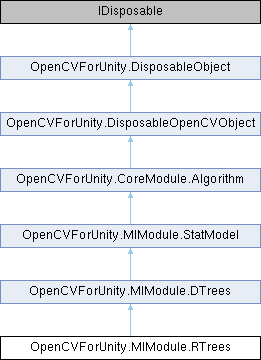 IDisposable
OpenCVForUnity.DisposableObject
OpenCVForUnity.DisposableOpenCVObject
OpenCVForUnity.CoreModule.Algorithm
OpenCVForUnity.MlModule.StatModel
OpenCVForUnity.MlModule.DTrees
OpenCVForUnity.MlModule.RTrees